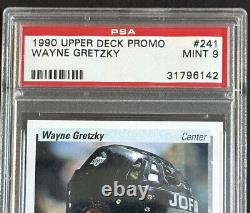 PSA
1990 UPPER DECK PROMO #241
WAYNE GRETZKY MINT 9
31796142
Wayne Gretzky Center
JOF